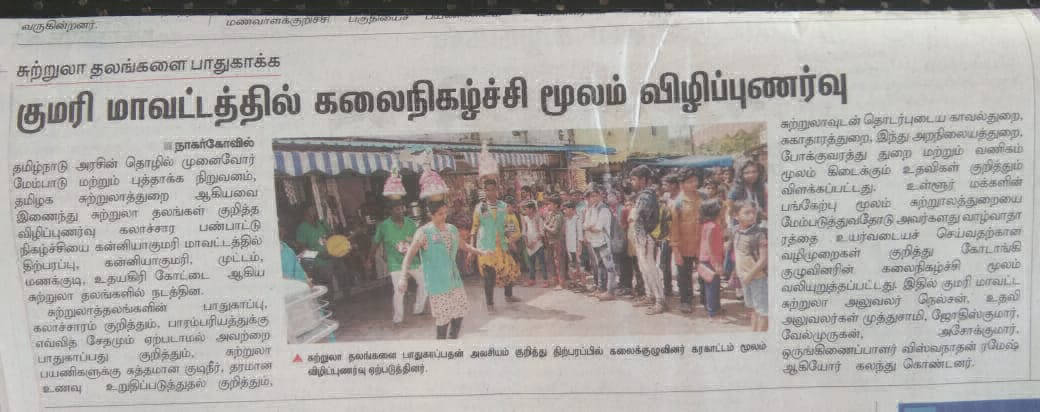 வருகின்றனர்.
மணவாளக்குறிச்சி பகுதியைச்
சுற்றுலா தலங்களை பாதுகாக்க
குமரி மாவட்டத்தில் கலைநிகழ்ச்சி மூலம் விழிப்புணர்வு
நாகர்கோவில்
தமிழ்நாடு அரசின் தொழில் முனைவோர்
மேம்பாடு மற்றும் புத்தாக்க நிறுவனம்,
தமிழக சுற்றுலாத்துறை ஆகியவை
இணைந்து சுற்றுலா தலங்கள் குறித்த
விழிப்புணர்வு கலாச்சார பண்பாட்டு
நிகழ்ச்சியை கன்னியாகுமரி மாவட்டத்தில்
திற்பரப்பு, கன்னியாகுமரி, முட்டம்,
மணக்குடி, உதயகிரி கோட்டை ஆகிய
சுற்றுலா தலங்களில் நடத்தின.
சுற்றுலாத்தலங்களின் பாதுகாப்பு,
கலாச்சாரம் குறித்தும், பாரம்பரியத்துக்கு
எவ்வித சேதமும் ஏற்படாமல் அவற்றை
பாதுகாப்பது குறித்தும், சுற்றுலா
பயணிகளுக்கு சுத்தமான குடிநீர், தரமான
உணவு உறுதிப்படுத்துதல் குறித்தும்,
சுற்றுலா தலங்களை பாதுகாப்பதன் அவசியம் குறித்து திற்பரப்பில் கலைக்குழுவினர் கரகாட்டம் மூலம்
விழிப்புணர்வு ஏற்படுத்தினர்.
சுற்றுலாவுடன் தொடர்புடைய காவல்துறை,
சுகாதாரத்துறை, இந்து அறநிலையத்துறை,
போக்குவரத்து துறை மற்றும் வணிகம்
மூலம் கிடைக்கும் உதவிகள் குறித்தும்
விளக்கப்பட்டது. உள்ளூர் மக்களின்
பங்கேற்பு மூலம் சுற்றுலாத்துறையை
மேம்படுத்துவதோடு அவர்களது வாழ்வாதா
ரத்தை உயர்வடையச் செய்வதற்கான
வழிமுறைகள் குறித்து கோடாங்கி
குழுவினரின் கலைநிகழ்ச்சி மூலம்
வலியுறுத்தப்பட்டது. இதில் குமரி மாவட்ட
சுற்றுலா அலுவலர் நெல்சன், உதவி
அலுவலர்கள் முத்துசாமி, ஜோதிஸ்குமார்,
வேல்முருகன், அசோக்குமார்,
ஒருங்கிணைப்பாளர் விஸ்வநாதன் ரமேஷ்
ஆகியோர் கலந்து கொண்டனர்.